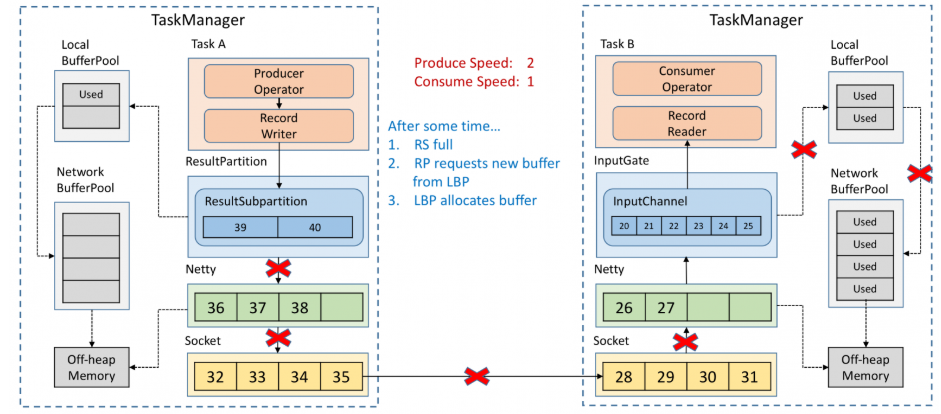 TaskManager
Local
BufferPool
Used
Network
BufferPool
Off-heap
Memory
Task A
Producer
Operator
Record
Writer
ResultPartition
ResultSubpartition
39 40
Netty
36 37 38
Socket
32 33 34 35
Produce Speed: 2
Consume Speed: 1
After some time...
1. RS full
2. RP requests new buffer
from LBP
3. LBP allocates buffer
TaskManager
Task B
Consumer
Operator
Record
Reader
InputGate
InputChannel
20 21 22 23 24 25
Netty
26 27
Socket
28 29 30 31
Local
BufferPool
Used
Used
Network
BufferPool
Used
Used
Used
Used
Off-heap
Memory